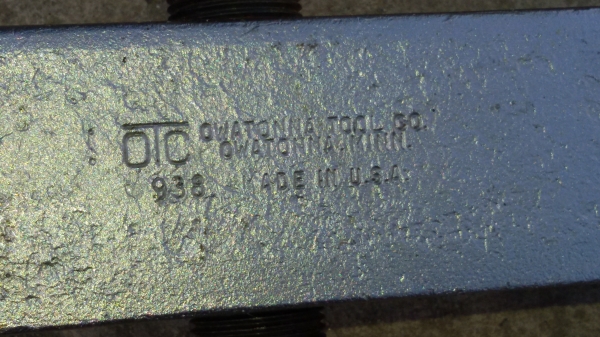 OTC OWATONNA TOOL CO.
OWATONNA, MINN.
938 MADE IN U.S.A.